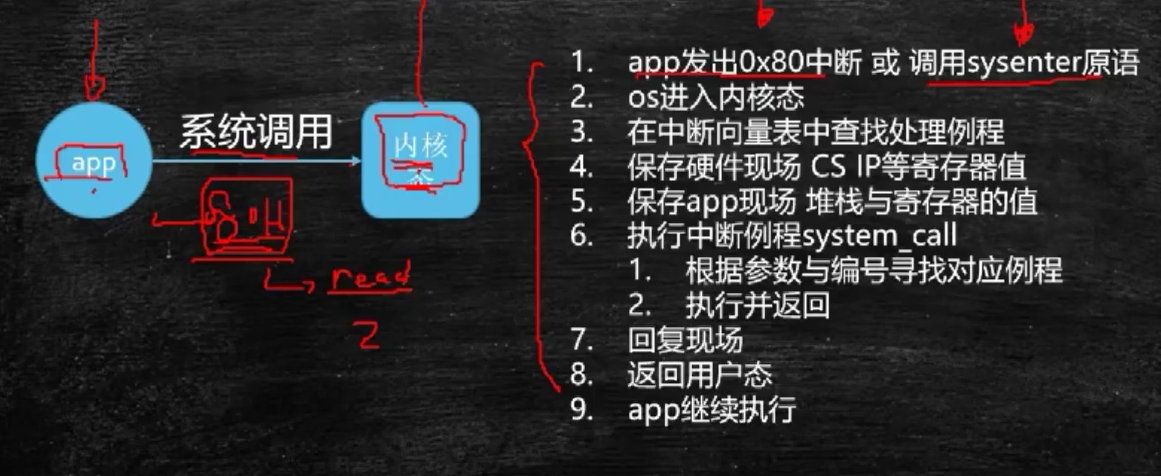 app
系统调用
内核
态
read
2
1. app发出0x80中断 或 调用sysenter原语
2. os进入内核态
3. 在中断向量表中查找处理例程
4. 保存硬件现场 CS IP等寄存器值
5. 保存app现场 堆栈与寄存器的值
6. 执行中断例程system_call
1. 根据参数与编号寻找对应例程
2. 执行并返回
7. 回复现场
8. 返回用户态
9. app继续执行